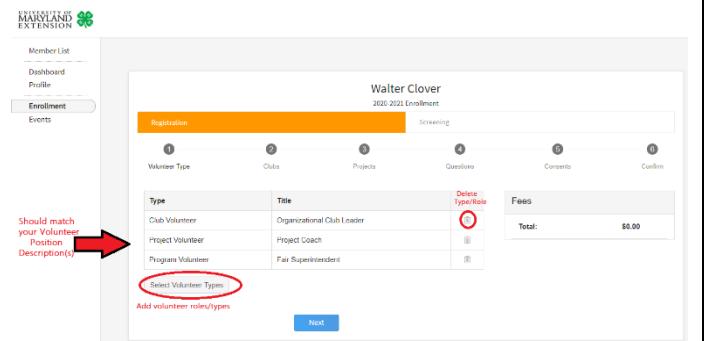 UNIVERSITY OF
MARYLAND
EXTENSION
Member List
Dashboard
Profile
Enrollment
Events
Walter Clover
2020-2021 Enrollment
Registration
Screening
1
2
3
4
5
6
Volunteer Type
Clubs
Projects
Questions
Consents
Confirm
Type
Title
Delete
Type/Role
Club Volunteer
Organizational Club Leader
Project Volunteer
Project Coach
Program Volunteer
Fair Superintendent
Fees
Total:
$0.00
Should match
your Volunteer
Position
Description(s)
Select Volunteer Types
Add volunteer roles/types
Next